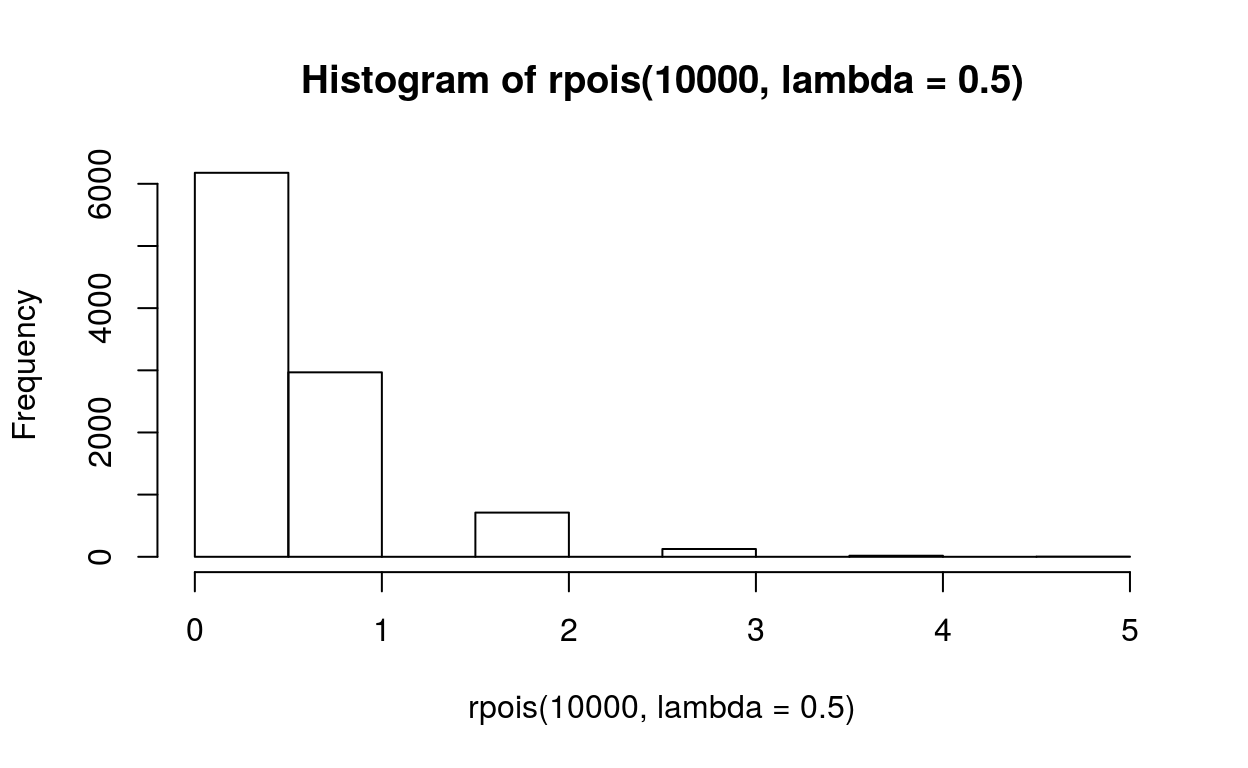 Histogram of rpois(10000, lambda = 0.5)
Frequency
6000
4000
2000
0
0 1 2 3 4 5
rpois(10000, lambda = 0.5)